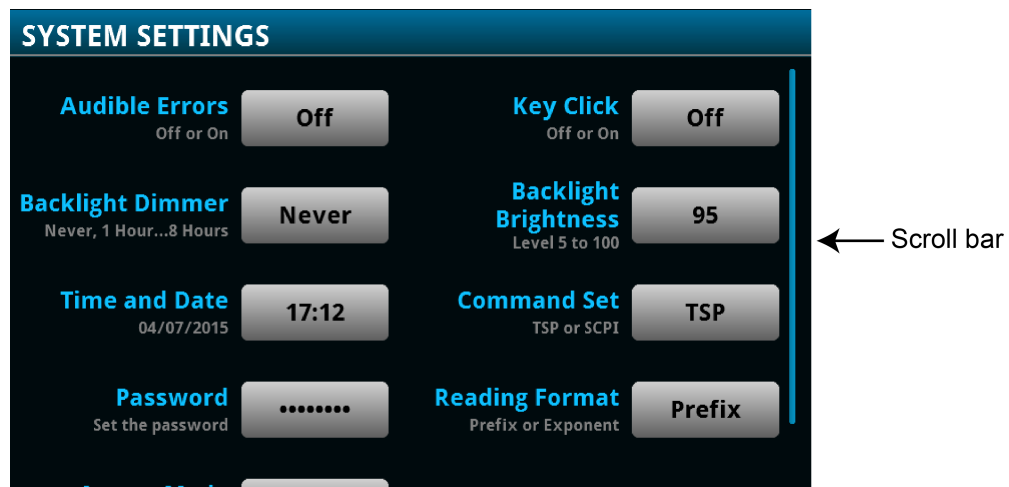 SYSTEM SETTINGS
Audible Errors
Off or On
Off
Key Click
Off or On
Off
Backlight Dimmer
Never, 1 Hour...8 Hours
Never
Backlight
Brightness
Level 5 to 100
95
Scroll bar
Time and Date
04/07/2015
17:12
Command Set
TSP or SCPI
TSP
Password
Set the password
••••••••
Reading Format
Prefix or Exponent
Prefix